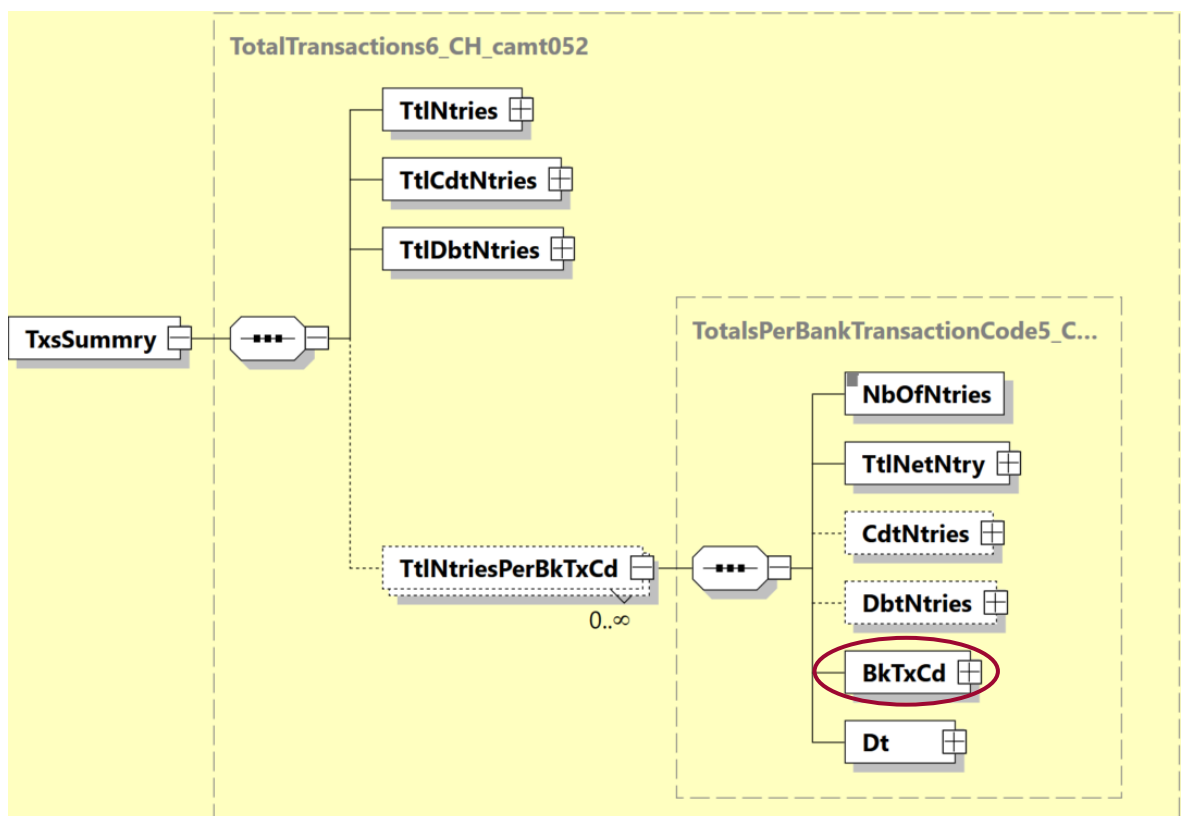 TotalTransactions6_CH_camt052
TtlNtries
TtlCdtNtries
TtlDbtNtries
TxsSummry
TotalsPerBankTransactionCode5_C...
NbOfNtries
TtlNetNtry
CdtNtries
TtlNtriesPerBkTxCd
0..∞
DbtNtries
BkTxCd
Dt